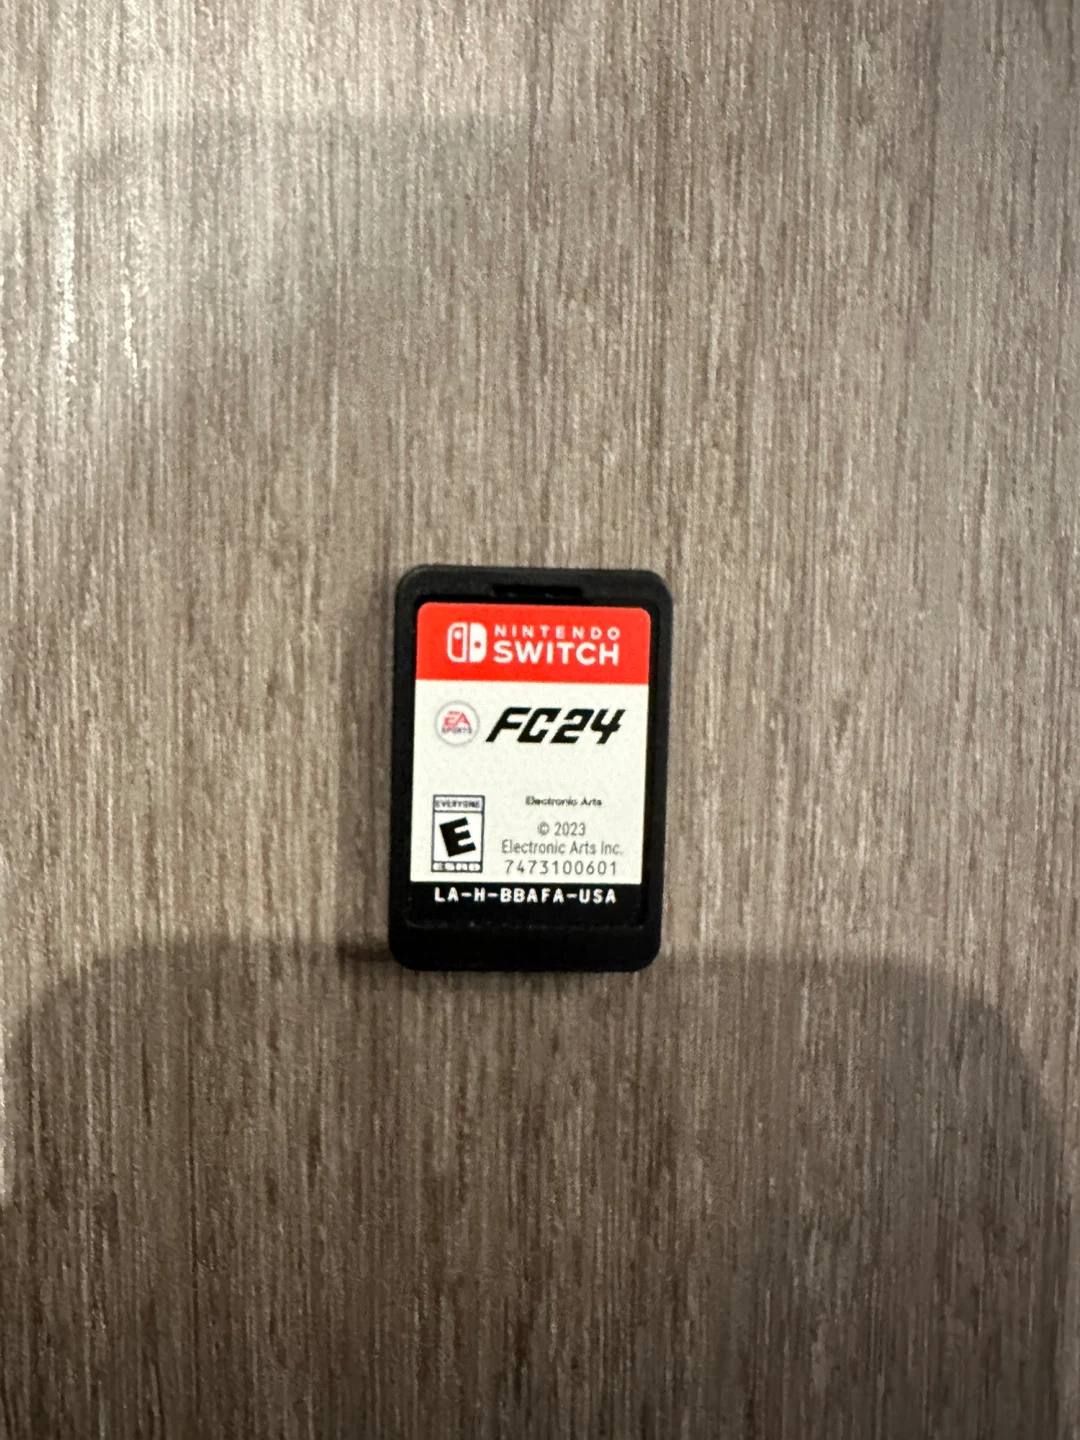 NINTENDO
SWITCH
EA
SPORTS
FC24
EVERYONE
E
ESRB
Electronic Arts
© 2023
Electronic Arts Inc.
7473100601
LA-H-BBAFA-USA